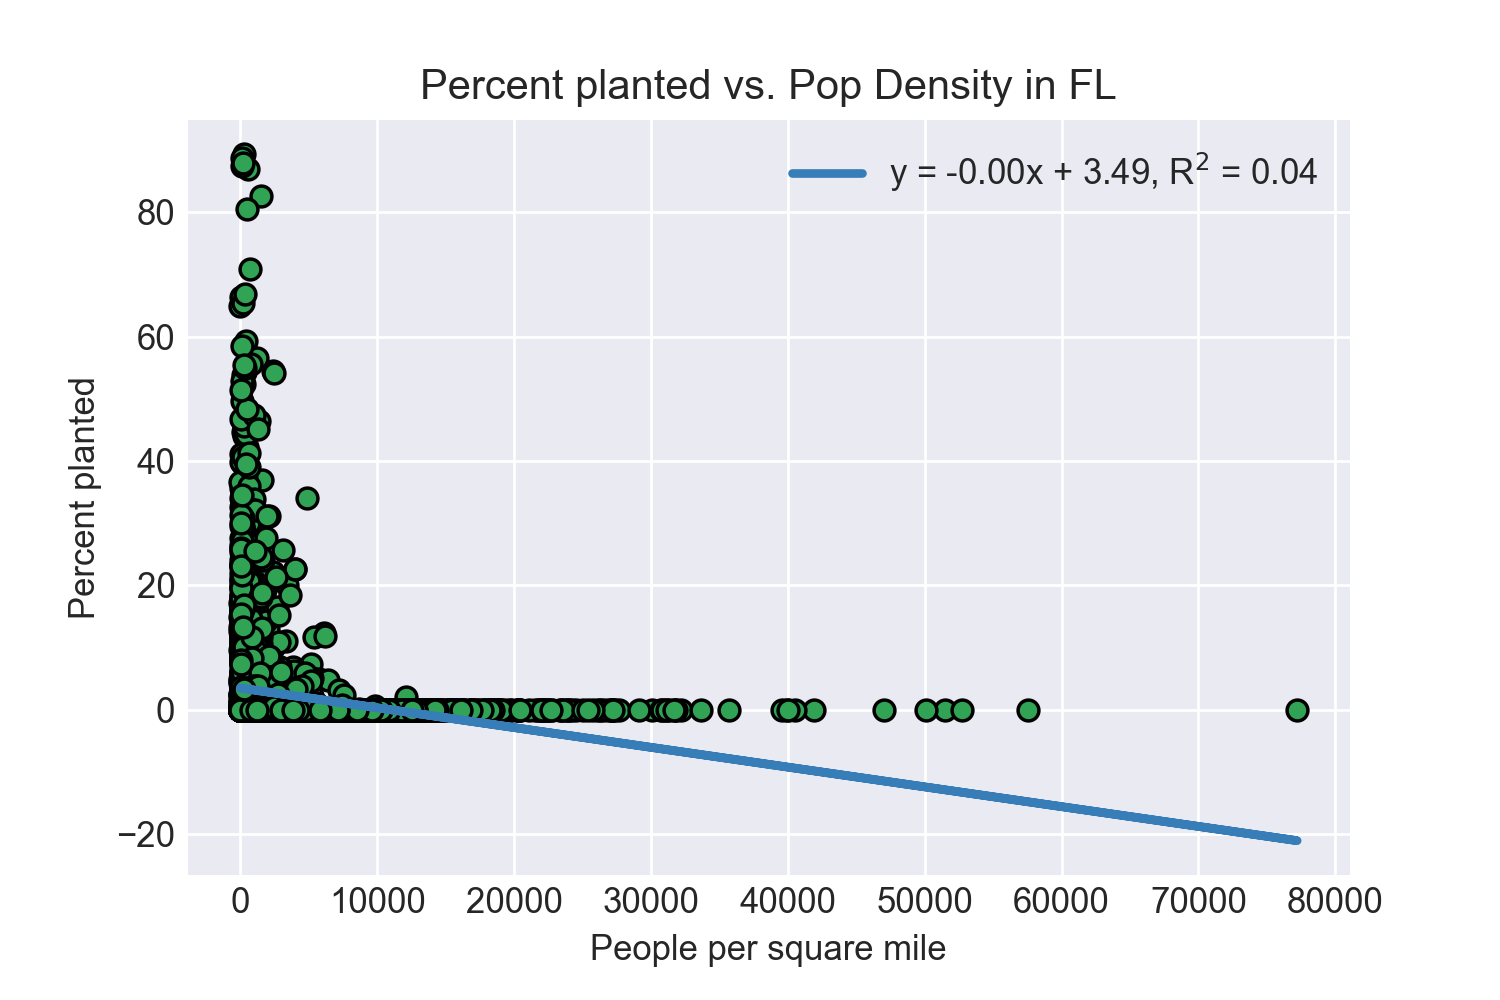 Percent planted vs. Pop Density in FL
y = -0.00x + 3.49, R² = 0.04
Percent planted
80
60
40
20
0
−20
0 10000 20000 30000 40000 50000 60000 70000 80000
People per square mile